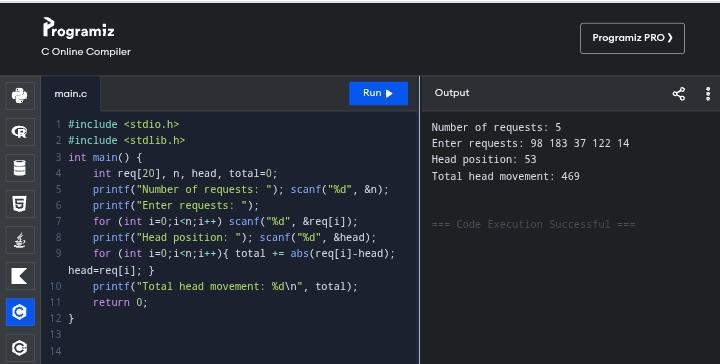 Programiz
C Online Compiler
Programiz PRO ❯
main.c
Run
Output
1 #include <stdio.h>
2 #include <stdlib.h>
3 int main() {
4     int req[20], n, head, total=0;
5     printf("Number of requests: "); scanf("%d", &n);
6     printf("Enter requests: ");
7     for (int i=0;i<n;i++) scanf("%d", &req[i]);
8     printf("Head position: "); scanf("%d", &head);
9     for (int i=0;i<n;i++){ total += abs(req[i]-head);
head=req[i]; }
10     printf("Total head movement: %d\n", total);
11     return 0;
12 }
13
14
Number of requests: 5
Enter requests: 98 183 37 122 14
Head position: 53
Total head movement: 469
=== Code Execution Successful ===